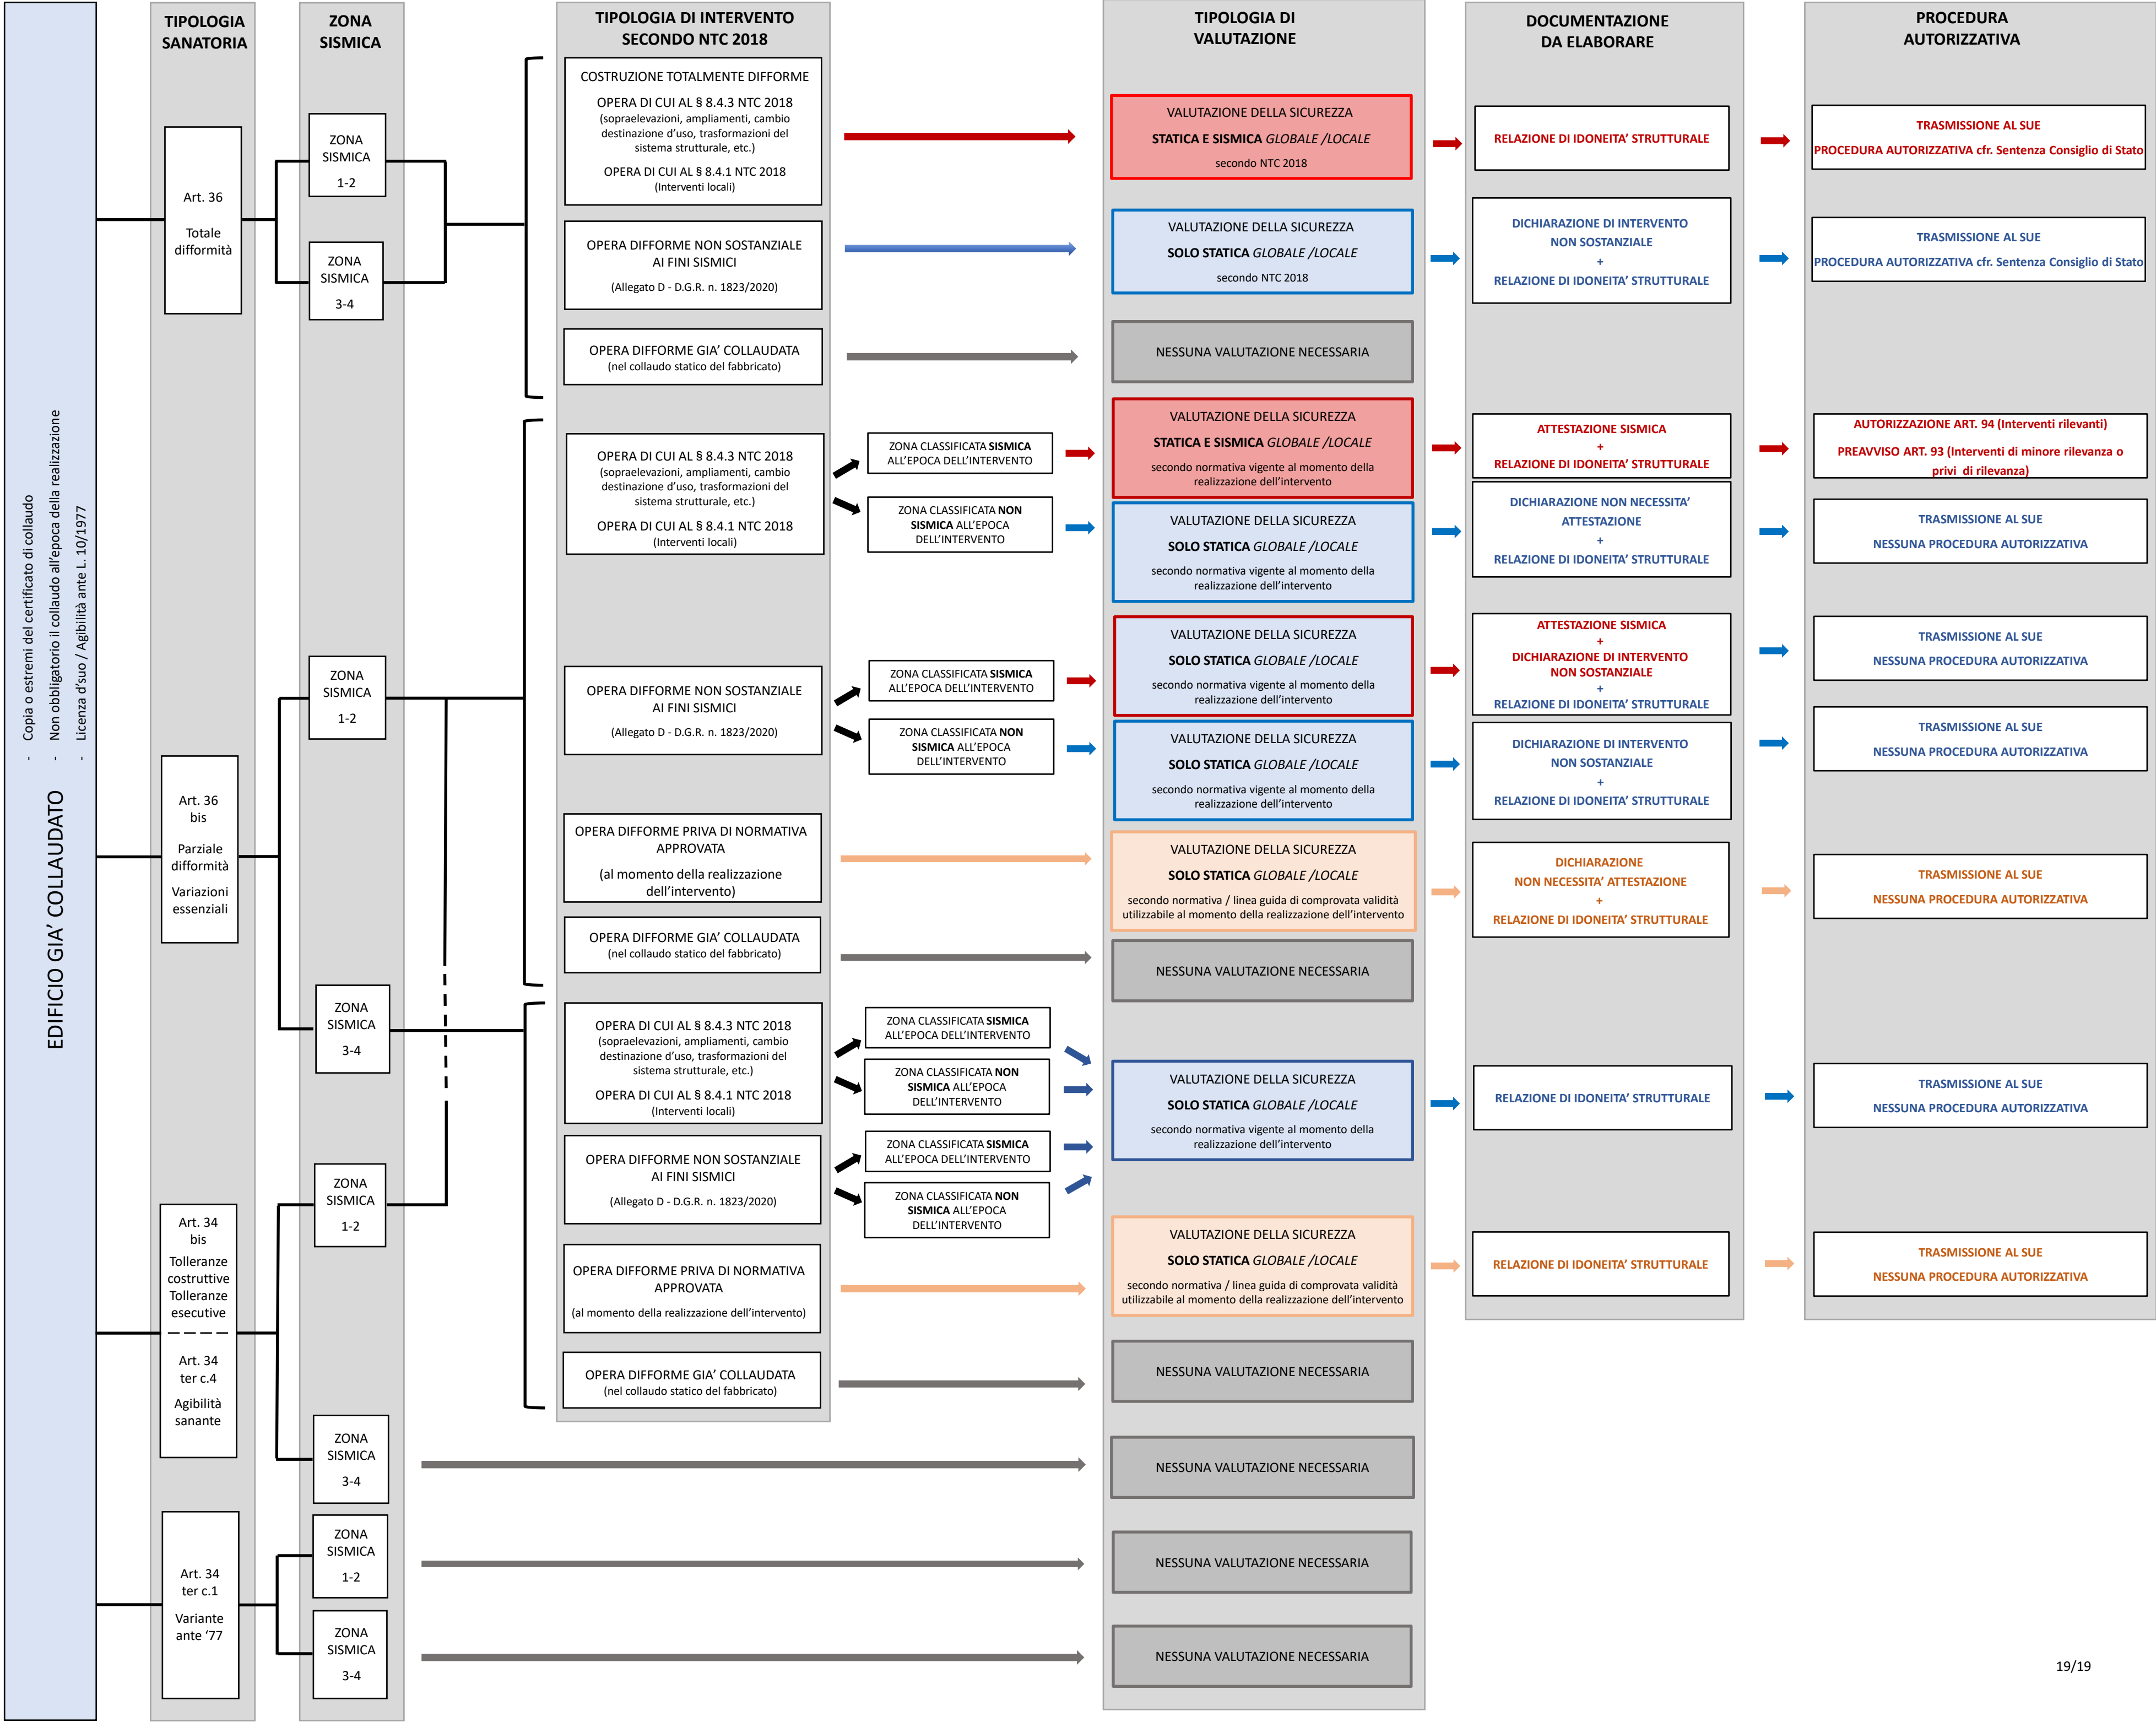 TIPOLOGIA
SANATORIA
ZONA
SISMICA
TIPOLOGIA DI INTERVENTO
SECONDO NTC 2018
TIPOLOGIA DI
VALUTAZIONE
DOCUMENTAZIONE
DA ELABORARE
PROCEDURA
AUTORIZZATIVA
EDIFICIO GIA’ COLLAUDATO
- Copia o estremi del certificato di collaudo
- Non obbligatorio il collaudo all’epoca della realizzazione
- Licenza d’suo / Agibilità ante L. 10/1977
Art. 36
Totale
difformità
ZONA
SISMICA
1-2
ZONA
SISMICA
3-4
COSTRUZIONE TOTALMENTE DIFFORME
OPERA DI CUI AL § 8.4.3 NTC 2018
(sopraelevazioni, ampliamenti, cambio
destinazione d’uso, trasformazioni del
sistema strutturale, etc.)
OPERA DI CUI AL § 8.4.1 NTC 2018
(Interventi locali)
VALUTAZIONE DELLA SICUREZZA
STATICA E SISMICA GLOBALE /LOCALE
secondo NTC 2018
RELAZIONE DI IDONEITA’ STRUTTURALE
TRASMISSIONE AL SUE
PROCEDURA AUTORIZZATIVA cfr. Sentenza Consiglio di Stato
OPERA DIFFORME NON SOSTANZIALE
AI FINI SISMICI
(Allegato D - D.G.R. n. 1823/2020)
VALUTAZIONE DELLA SICUREZZA
SOLO STATICA GLOBALE /LOCALE
secondo NTC 2018
DICHIARAZIONE DI INTERVENTO
NON SOSTANZIALE
+
RELAZIONE DI IDONEITA’ STRUTTURALE
TRASMISSIONE AL SUE
PROCEDURA AUTORIZZATIVA cfr. Sentenza Consiglio di Stato
OPERA DIFFORME GIA’ COLLAUDATA
(nel collaudo statico del fabbricato)
NESSUNA VALUTAZIONE NECESSARIA
Art. 36
bis
Parziale
difformità
Variazioni
essenziali
ZONA
SISMICA
1-2
ZONA
SISMICA
3-4
OPERA DI CUI AL § 8.4.3 NTC 2018
(sopraelevazioni, ampliamenti, cambio
destinazione d’uso, trasformazioni del
sistema strutturale, etc.)
OPERA DI CUI AL § 8.4.1 NTC 2018
(Interventi locali)
ZONA CLASSIFICATA SISMICA
ALL’EPOCA DELL’INTERVENTO
VALUTAZIONE DELLA SICUREZZA
STATICA E SISMICA GLOBALE /LOCALE
secondo normativa vigente al momento della
realizzazione dell’intervento
ATTESTAZIONE SISMICA
+
RELAZIONE DI IDONEITA’ STRUTTURALE
AUTORIZZAZIONE ART. 94 (Interventi rilevanti)
PREAVVISO ART. 93 (Interventi di minore rilevanza o
privi di rilevanza)
ZONA CLASSIFICATA NON
SISMICA ALL’EPOCA
DELL’INTERVENTO
VALUTAZIONE DELLA SICUREZZA
SOLO STATICA GLOBALE /LOCALE
secondo normativa vigente al momento della
realizzazione dell’intervento
DICHIARAZIONE NON NECESSITA’
ATTESTAZIONE
+
RELAZIONE DI IDONEITA’ STRUTTURALE
TRASMISSIONE AL SUE
NESSUNA PROCEDURA AUTORIZZATIVA
OPERA DIFFORME NON SOSTANZIALE
AI FINI SISMICI
(Allegato D - D.G.R. n. 1823/2020)
ZONA CLASSIFICATA SISMICA
ALL’EPOCA DELL’INTERVENTO
VALUTAZIONE DELLA SICUREZZA
SOLO STATICA GLOBALE /LOCALE
secondo normativa vigente al momento della
realizzazione dell’intervento
ATTESTAZIONE SISMICA
+
DICHIARAZIONE DI INTERVENTO
NON SOSTANZIALE
+
RELAZIONE DI IDONEITA’ STRUTTURALE
TRASMISSIONE AL SUE
NESSUNA PROCEDURA AUTORIZZATIVA
ZONA CLASSIFICATA NON
SISMICA ALL’EPOCA
DELL’INTERVENTO
VALUTAZIONE DELLA SICUREZZA
SOLO STATICA GLOBALE /LOCALE
secondo normativa vigente al momento della
realizzazione dell’intervento
DICHIARAZIONE DI INTERVENTO
NON SOSTANZIALE
+
RELAZIONE DI IDONEITA’ STRUTTURALE
TRASMISSIONE AL SUE
NESSUNA PROCEDURA AUTORIZZATIVA
OPERA DIFFORME PRIVA DI NORMATIVA
APPROVATA
(al momento della realizzazione
dell’intervento)
VALUTAZIONE DELLA SICUREZZA
SOLO STATICA GLOBALE /LOCALE
secondo normativa / linea guida di comprovata validità
utilizzabile al momento della realizzazione dell’intervento
DICHIARAZIONE
NON NECESSITA’ ATTESTAZIONE
+
RELAZIONE DI IDONEITA’ STRUTTURALE
TRASMISSIONE AL SUE
NESSUNA PROCEDURA AUTORIZZATIVA
OPERA DIFFORME GIA’ COLLAUDATA
(nel collaudo statico del fabbricato)
NESSUNA VALUTAZIONE NECESSARIA
OPERA DI CUI AL § 8.4.3 NTC 2018
(sopraelevazioni, ampliamenti, cambio
destinazione d’uso, trasformazioni del
sistema strutturale, etc.)
OPERA DI CUI AL § 8.4.1 NTC 2018
(Interventi locali)
ZONA CLASSIFICATA SISMICA
ALL’EPOCA DELL’INTERVENTO
ZONA CLASSIFICATA NON
SISMICA ALL’EPOCA
DELL’INTERVENTO
OPERA DIFFORME NON SOSTANZIALE
AI FINI SISMICI
(Allegato D - D.G.R. n. 1823/2020)
ZONA CLASSIFICATA SISMICA
ALL’EPOCA DELL’INTERVENTO
ZONA CLASSIFICATA NON
SISMICA ALL’EPOCA
DELL’INTERVENTO
VALUTAZIONE DELLA SICUREZZA
SOLO STATICA GLOBALE /LOCALE
secondo normativa vigente al momento della
realizzazione dell’intervento
RELAZIONE DI IDONEITA’ STRUTTURALE
TRASMISSIONE AL SUE
NESSUNA PROCEDURA AUTORIZZATIVA
Art. 34
bis
Tolleranze
costruttive
Tolleranze
esecutive
Art. 34
ter c.4
Agibilità
sanante
ZONA
SISMICA
1-2
ZONA
SISMICA
3-4
OPERA DIFFORME PRIVA DI NORMATIVA
APPROVATA
(al momento della realizzazione dell’intervento)
VALUTAZIONE DELLA SICUREZZA
SOLO STATICA GLOBALE /LOCALE
secondo normativa / linea guida di comprovata validità
utilizzabile al momento della realizzazione dell’intervento
RELAZIONE DI IDONEITA’ STRUTTURALE
TRASMISSIONE AL SUE
NESSUNA PROCEDURA AUTORIZZATIVA
OPERA DIFFORME GIA’ COLLAUDATA
(nel collaudo statico del fabbricato)
NESSUNA VALUTAZIONE NECESSARIA
NESSUNA VALUTAZIONE NECESSARIA
Art. 34
ter c.1
Variante
ante ‘77
ZONA
SISMICA
1-2
NESSUNA VALUTAZIONE NECESSARIA
ZONA
SISMICA
3-4
NESSUNA VALUTAZIONE NECESSARIA
19/19